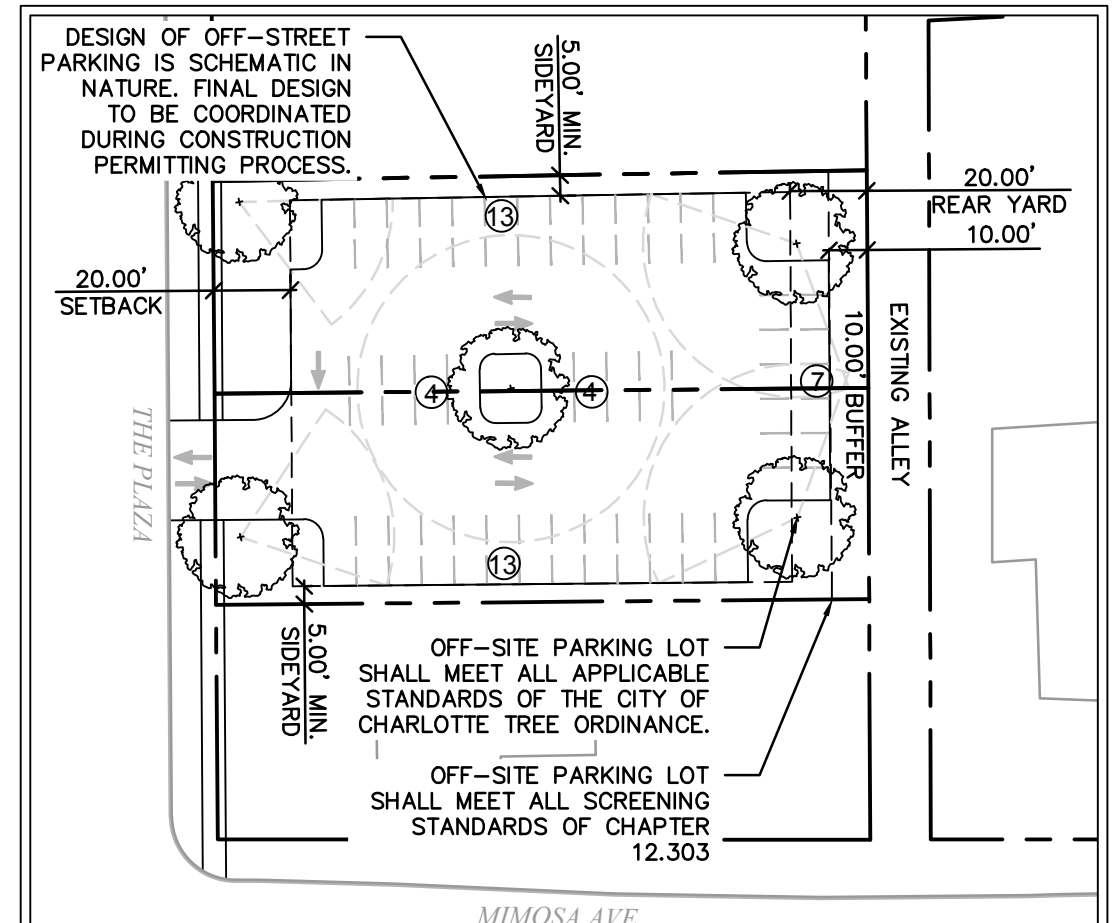 DESIGN OF OFF-STREET
PARKING IS SCHEMATIC IN
NATURE. FINAL DESIGN
TO BE COORDINATED
DURING CONSTRUCTION
PERMITTING PROCESS.
5.00' MIN.
SIDEYARD
20.00'
REAR YARD
10.00'
13
20.00'
SETBACK
10.00' BUFFER
EXISTING ALLEY
4
4
7
THE PLAZA
13
5.00' MIN.
SIDEYARD
OFF-SITE PARKING LOT
SHALL MEET ALL APPLICABLE
STANDARDS OF THE CITY OF
CHARLOTTE TREE ORDINANCE.
OFF-SITE PARKING LOT
SHALL MEET ALL SCREENING
STANDARDS OF CHAPTER
12.303
MIMOSA AVE